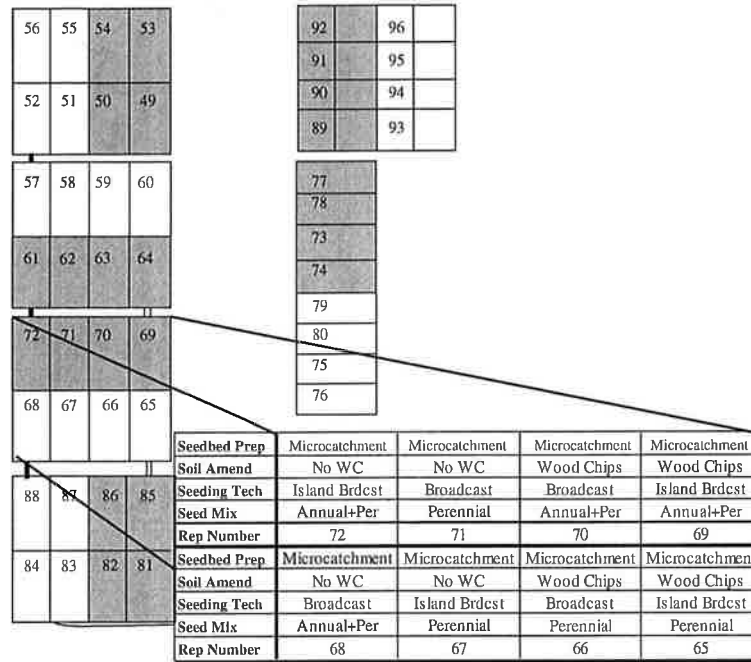 56 55 54 53
52 51 50 49
57 58 59 60
61 62 63 64
72 71 70 69
68 67 66 65
88 87 86 85
84 83 82 81
92 96
91 95
90 94
89 93
77
78
73
74
79
80
75
76
Seedbed Prep Microcatchment Microcatchment Microcatchment Microcatchment
Soil Amend No WC No WC Wood Chips Wood Chips
Seeding Tech Island Brdcst Broadcast Broadcast Island Brdcst
Seed Mix Annual+Per Perennial Annual+Per Annual+Per
Rep Number 72 71 70 69
Seedbed Prep Microcatchment Microcatchment Microcatchment Microcatchmen
Soil Amend No WC No WC Wood Chips Wood Chips
Seeding Tech Broadcast Island Brdcst Broadcast Island Brdcst
Seed Mix Annual+Per Perennial Perennial Perennial
Rep Number 68 67 66 65